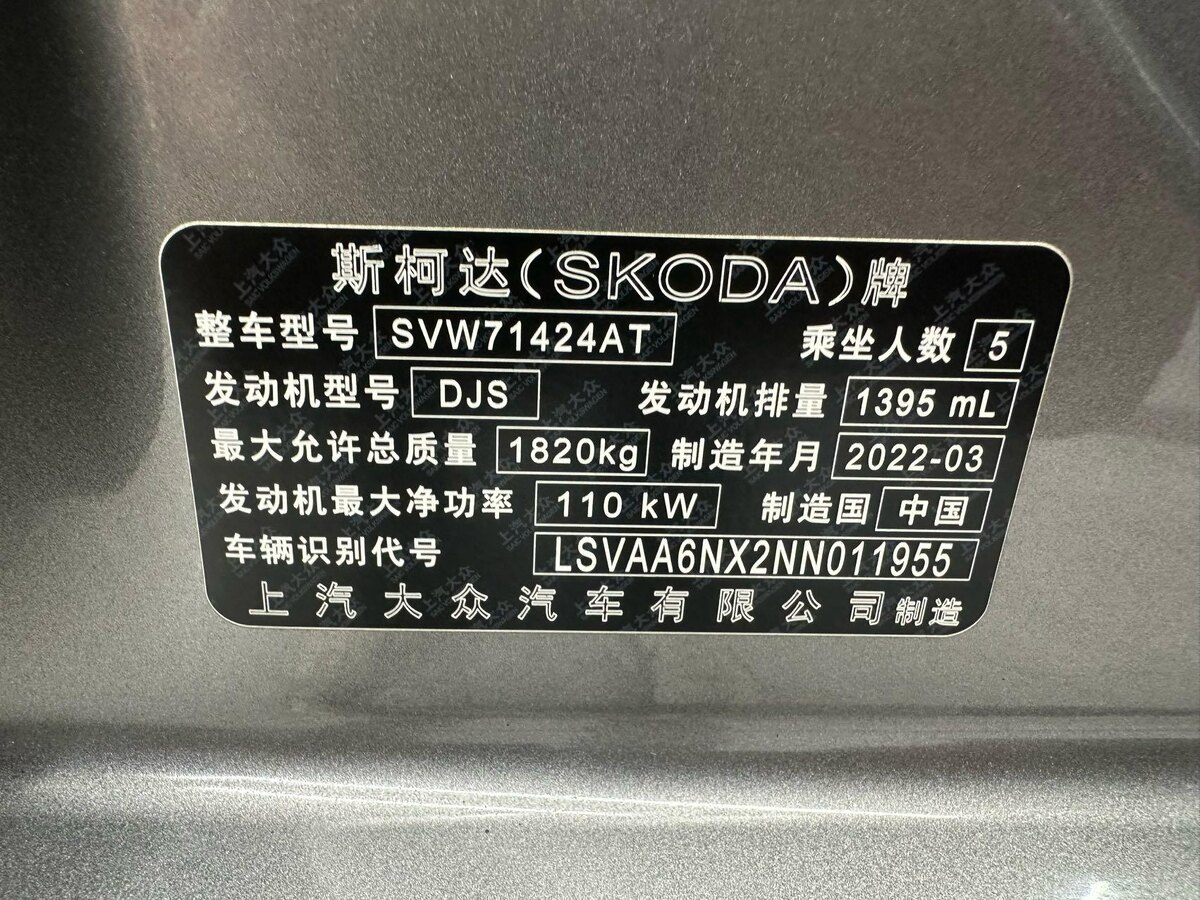 斯柯达(SKODA)牌
整车型号 SVW71424AT 乘坐人数 5
发动机型号 DJS 发动机排量 1395 mL
最大允许总质量 1820kg 制造年月 2022-03
发动机最大净功率 110 kW 制造国 中国
车辆识别代号 LSVAA6NX2NN011955
上汽大众汽车有限公司制造